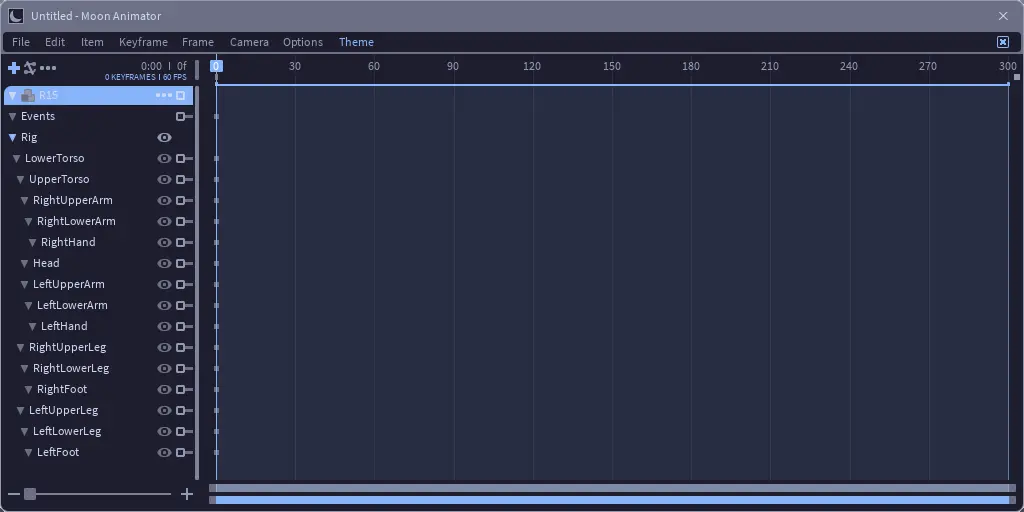 Untitled - Moon Animator
File Edit Item Keyframe Frame Camera Options Theme
0:00 | 0f
0 KEYFRAMES | 60 FPS
0 30 60 90 120 150 180 210 240 270 300
R15
Events
Rig
LowerTorso
UpperTorso
RightUpperArm
RightLowerArm
RightHand
Head
LeftUpperArm
LeftLowerArm
LeftHand
RightUpperLeg
RightLowerLeg
RightFoot
LeftUpperLeg
LeftLowerLeg
LeftFoot